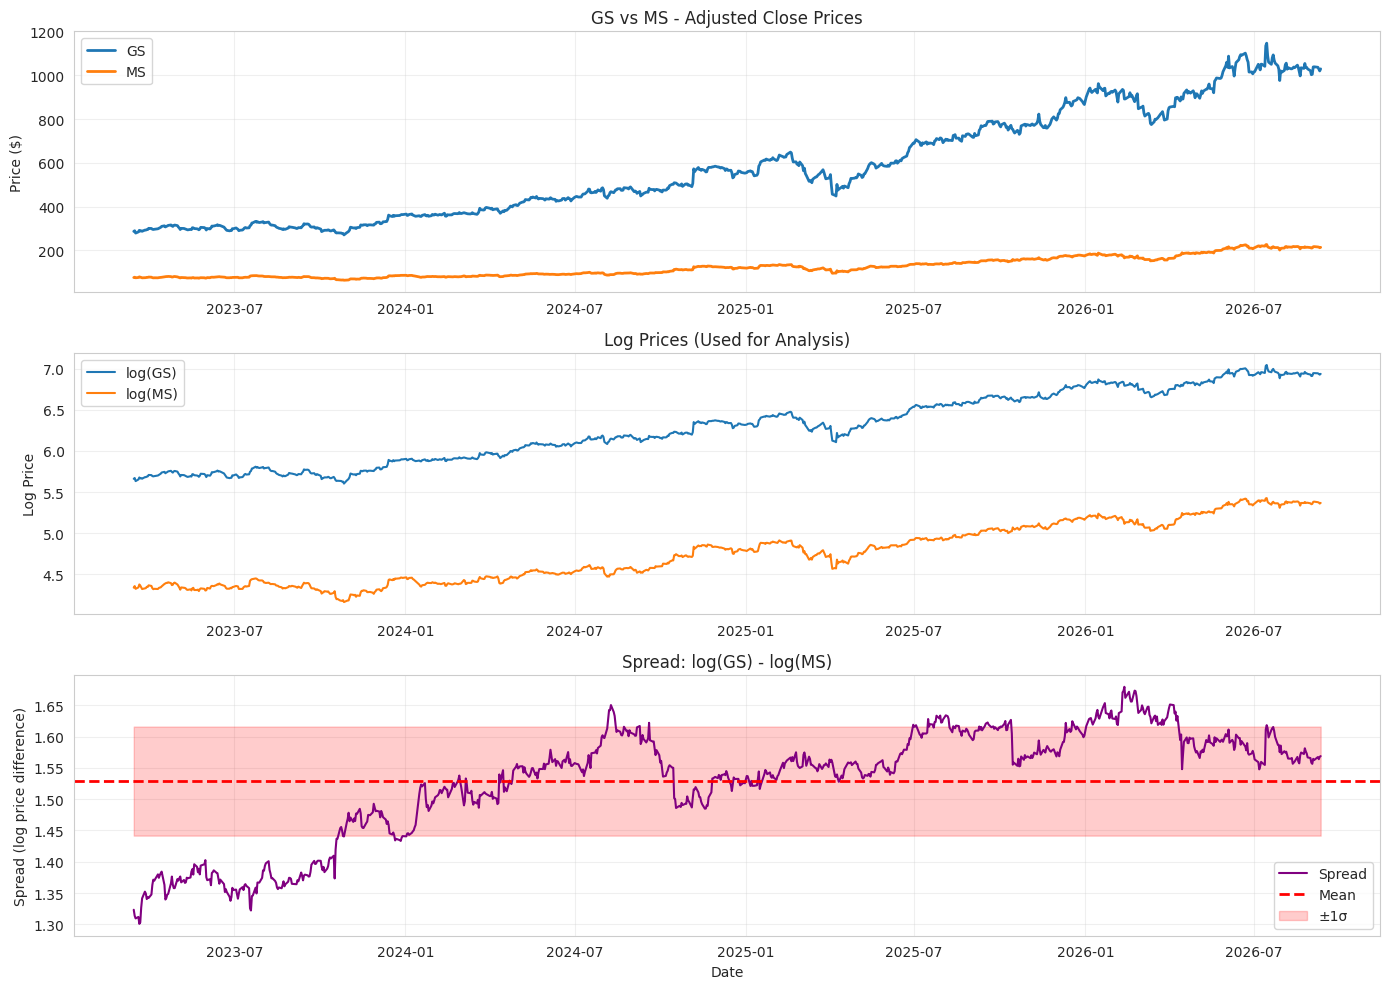 GS vs MS - Adjusted Close Prices
Price ($)
1200
1000
800
600
400
200
GS
MS
2023-07 2024-01 2024-07 2025-01 2025-07 2026-01 2026-07
Log Prices (Used for Analysis)
Log Price
7.0
6.5
6.0
5.5
5.0
4.5
log(GS)
log(MS)
2023-07 2024-01 2024-07 2025-01 2025-07 2026-01 2026-07
Spread: log(GS) - log(MS)
Spread (log price difference)
1.65
1.60
1.55
1.50
1.45
1.40
1.35
1.30
Spread
Mean
±1σ
2023-07 2024-01 2024-07 2025-01 2025-07 2026-01 2026-07
Date